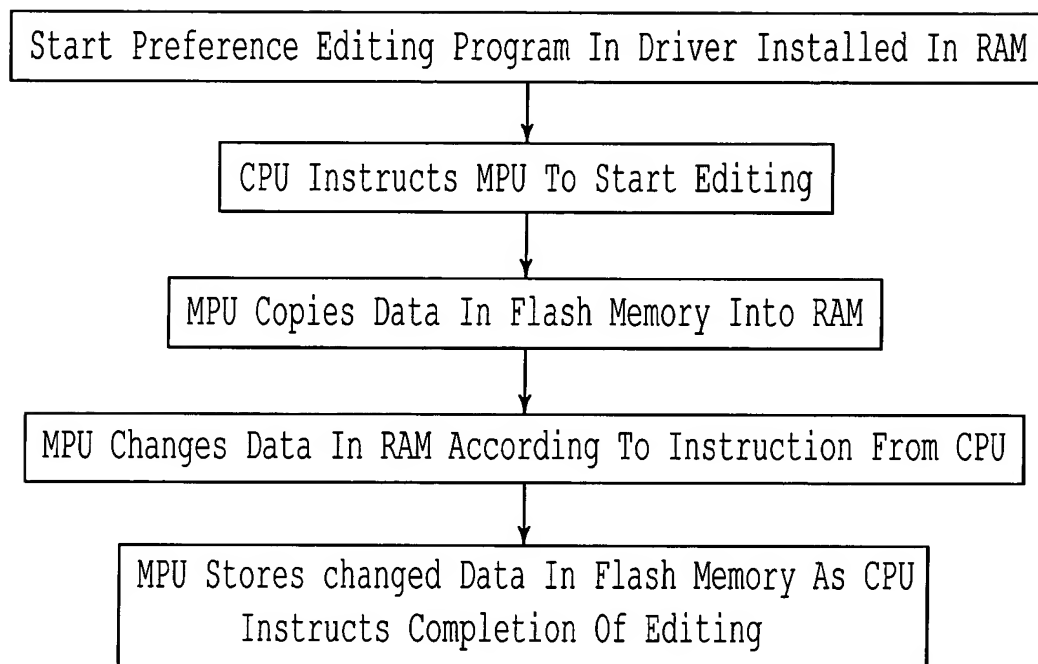 Start Preference Editing Program In Driver Installed In RAM
CPU Instructs MPU To Start Editing
MPU Copies Data In Flash Memory Into RAM
MPU Changes Data In RAM According To Instruction From CPU
MPU Stores changed Data In Flash Memory As CPU
Instructs Completion Of Editing